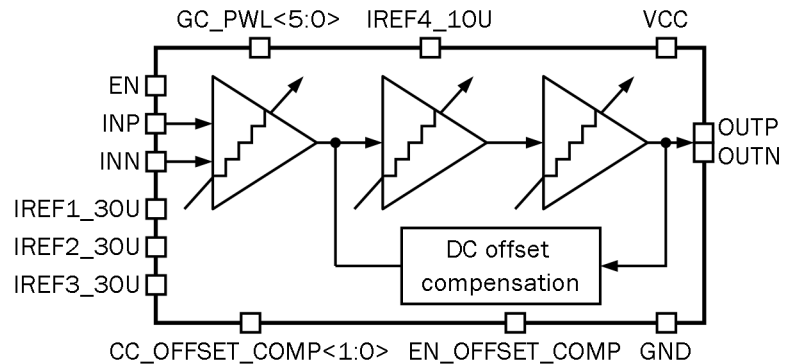 GC_PWL<5:0> IREF4_10U VCC
EN
INP
INN
OUTP
OUTN
IREF1_30U
IREF2_30U
IREF3_30U
DC offset
compensation
CC_OFFSET_COMP<1:0> EN_OFFSET_COMP GND